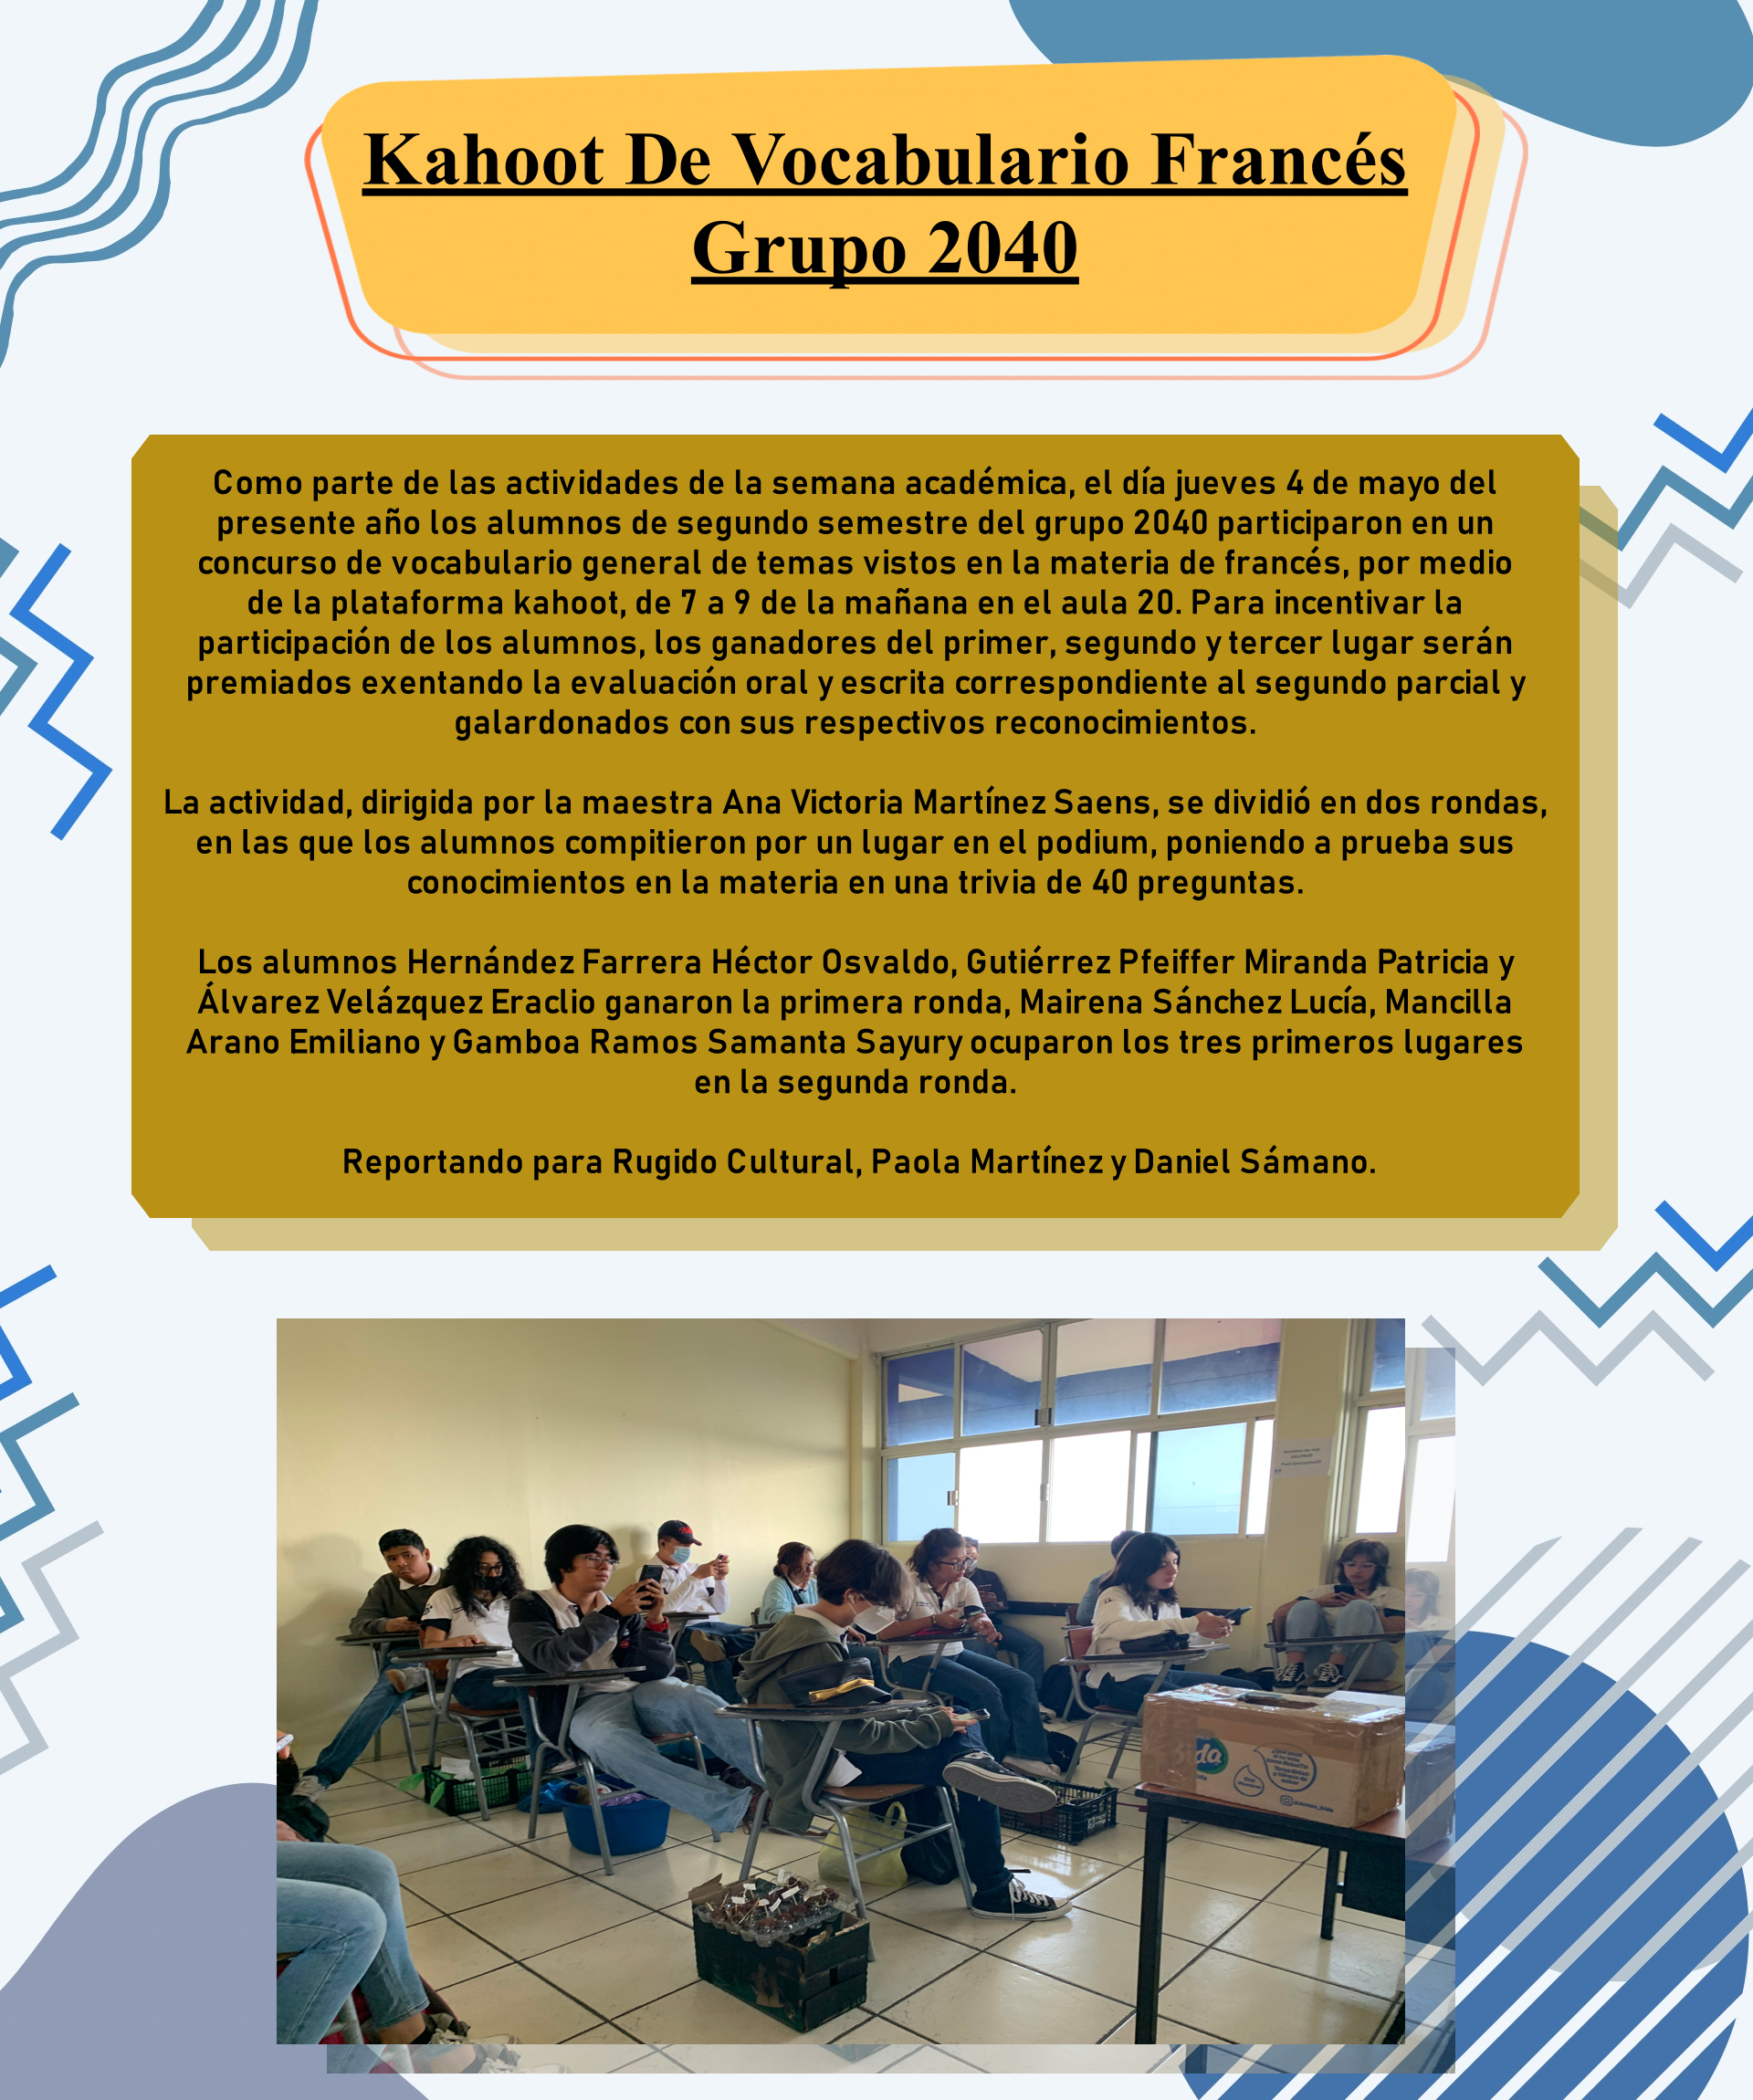 Kahoot De Vocabulario Francés
Grupo 2040
Como parte de las actividades de la semana académica, el día jueves 4 de mayo del
presente año los alumnos de segundo semestre del grupo 2040 participaron en un
concurso de vocabulario general de temas vistos en la materia de francés, por medio
de la plataforma kahoot, de 7 a 9 de la mañana en el aula 20. Para incentivar la
participación de los alumnos, los ganadores del primer, segundo y tercer lugar serán
premiados exentando la evaluación oral y escrita correspondiente al segundo parcial y
galardonados con sus respectivos reconocimientos.
La actividad, dirigida por la maestra Ana Victoria Martínez Saens, se dividió en dos rondas,
en las que los alumnos compitieron por un lugar en el podium, poniendo a prueba sus
conocimientos en la materia en una trivia de 40 preguntas.
Los alumnos Hernández Farrera Héctor Osvaldo, Gutiérrez Pfeiffer Miranda Patricia y
Álvarez Velázquez Eraclio ganaron la primera ronda, Mairena Sánchez Lucía, Mancilla
Arano Emiliano y Gamboa Ramos Samanta Sayury ocuparon los tres primeros lugares
en la segunda ronda.
Reportando para Rugido Cultural, Paola Martínez y Daniel Sámano.